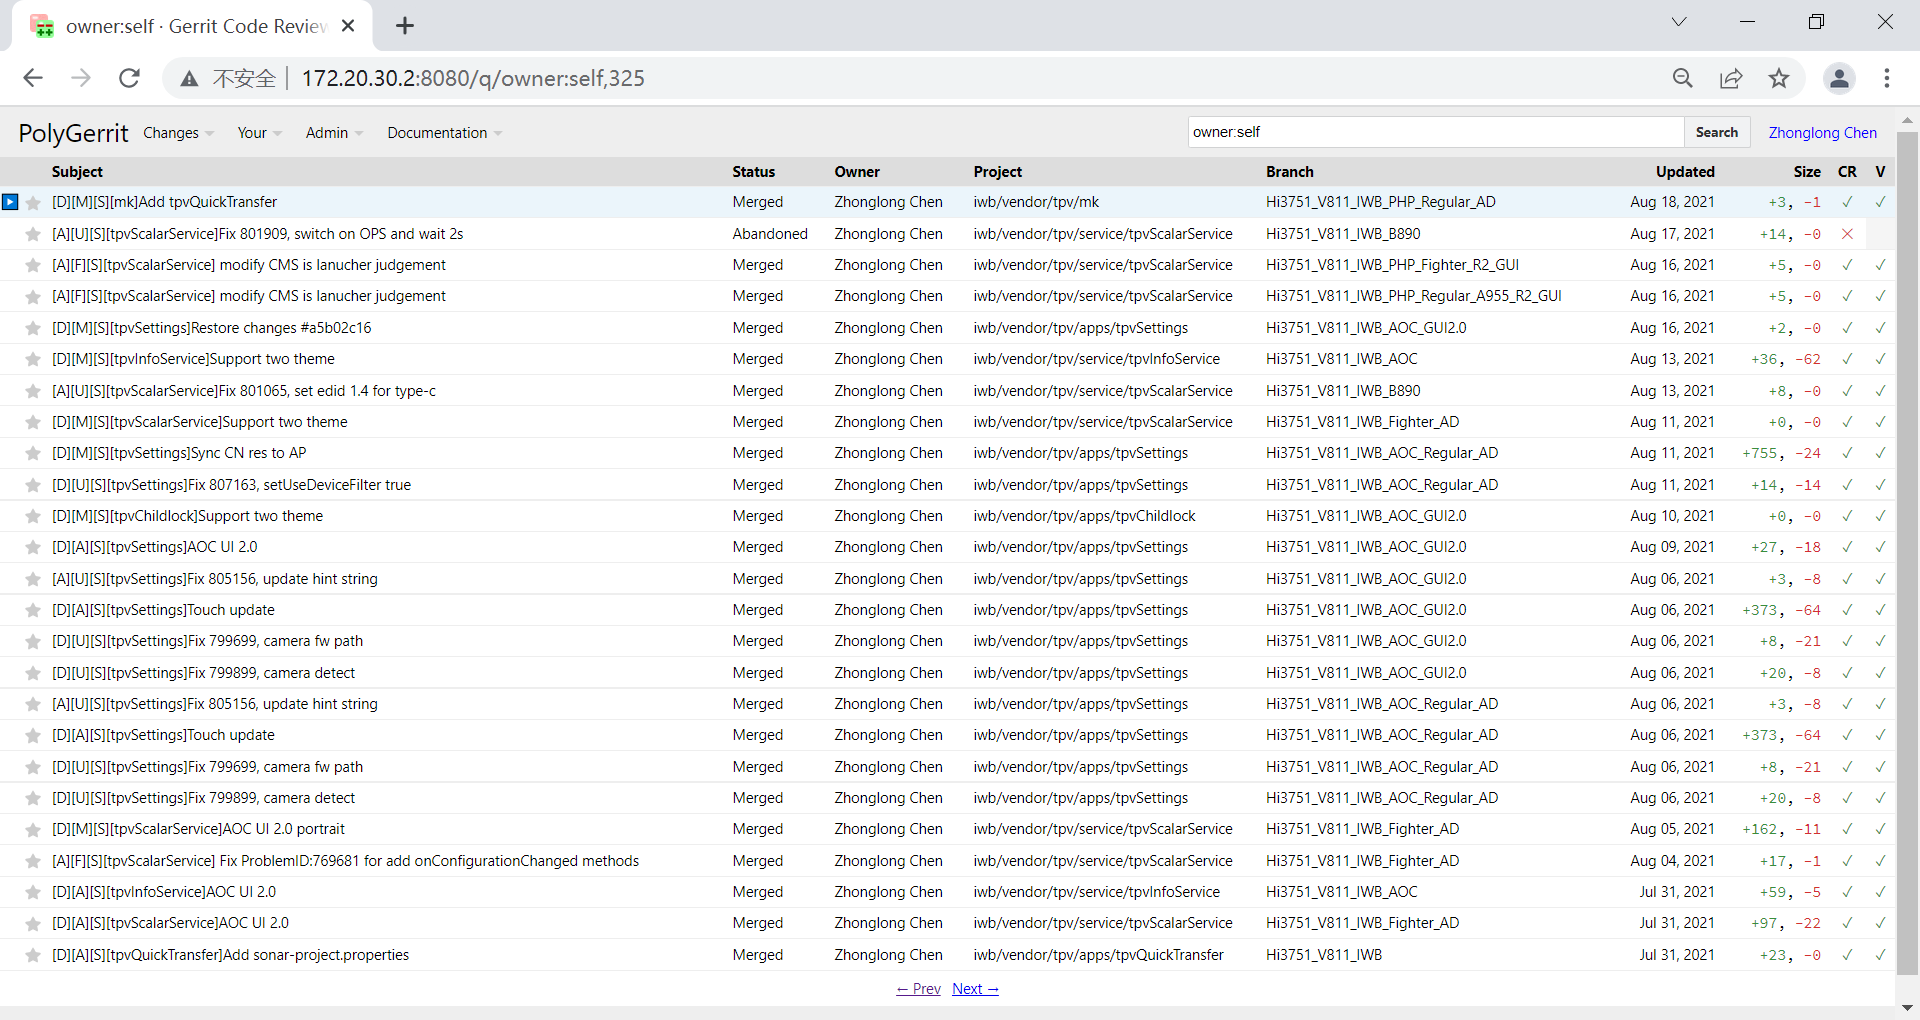 owner:self · Gerrit Code Review
不安全 172.20.30.2:8080/q/owner:self,325
PolyGerrit Changes Your Admin Documentation owner:self Search Zhonglong Chen
Subject Status Owner Project Branch Updated Size CR V
[D][M][S][mk]Add tpvQuickTransfer Merged Zhonglong Chen iwb/vendor/tpv/mk Hi3751_V811_IWB_PHP_Regular_AD Aug 18, 2021 +3, -1 ✓ ✓
[A][U][S][tpvScalarService]Fix 801909, switch on OPS and wait 2s Abandoned Zhonglong Chen iwb/vendor/tpv/service/tpvScalarService Hi3751_V811_IWB_B890 Aug 17, 2021 +14, -0 ✕
[A][F][S][tpvScalarService] modify CMS is lanucher judgement Merged Zhonglong Chen iwb/vendor/tpv/service/tpvScalarService Hi3751_V811_IWB_PHP_Fighter_R2_GUI Aug 16, 2021 +5, -0 ✓ ✓
[A][F][S][tpvScalarService] modify CMS is lanucher judgement Merged Zhonglong Chen iwb/vendor/tpv/service/tpvScalarService Hi3751_V811_IWB_PHP_Regular_A955_R2_GUI Aug 16, 2021 +5, -0 ✓ ✓
[D][M][S][tpvSettings]Restore changes #a5b02c16 Merged Zhonglong Chen iwb/vendor/tpv/apps/tpvSettings Hi3751_V811_IWB_AOC_GUI2.0 Aug 16, 2021 +2, -0 ✓ ✓
[D][M][S][tpvInfoService]Support two theme Merged Zhonglong Chen iwb/vendor/tpv/service/tpvInfoService Hi3751_V811_IWB_AOC Aug 13, 2021 +36, -62 ✓ ✓
[A][U][S][tpvScalarService]Fix 801065, set edid 1.4 for type-c Merged Zhonglong Chen iwb/vendor/tpv/service/tpvScalarService Hi3751_V811_IWB_B890 Aug 13, 2021 +8, -0 ✓ ✓
[D][M][S][tpvScalarService]Support two theme Merged Zhonglong Chen iwb/vendor/tpv/service/tpvScalarService Hi3751_V811_IWB_Fighter_AD Aug 11, 2021 +0, -0 ✓ ✓
[D][M][S][tpvSettings]Sync CN res to AP Merged Zhonglong Chen iwb/vendor/tpv/apps/tpvSettings Hi3751_V811_IWB_AOC_Regular_AD Aug 11, 2021 +755, -24 ✓ ✓
[D][U][S][tpvSettings]Fix 807163, setUseDeviceFilter true Merged Zhonglong Chen iwb/vendor/tpv/apps/tpvSettings Hi3751_V811_IWB_AOC_Regular_AD Aug 11, 2021 +14, -14 ✓ ✓
[D][M][S][tpvChildlock]Support two theme Merged Zhonglong Chen iwb/vendor/tpv/apps/tpvChildlock Hi3751_V811_IWB_AOC_GUI2.0 Aug 10, 2021 +0, -0 ✓ ✓
[D][A][S][tpvSettings]AOC UI 2.0 Merged Zhonglong Chen iwb/vendor/tpv/apps/tpvSettings Hi3751_V811_IWB_AOC_GUI2.0 Aug 09, 2021 +27, -18 ✓ ✓
[A][U][S][tpvSettings]Fix 805156, update hint string Merged Zhonglong Chen iwb/vendor/tpv/apps/tpvSettings Hi3751_V811_IWB_AOC_GUI2.0 Aug 06, 2021 +3, -8 ✓ ✓
[D][A][S][tpvSettings]Touch update Merged Zhonglong Chen iwb/vendor/tpv/apps/tpvSettings Hi3751_V811_IWB_AOC_GUI2.0 Aug 06, 2021 +373, -64 ✓ ✓
[D][U][S][tpvSettings]Fix 799699, camera fw path Merged Zhonglong Chen iwb/vendor/tpv/apps/tpvSettings Hi3751_V811_IWB_AOC_GUI2.0 Aug 06, 2021 +8, -21 ✓ ✓
[D][U][S][tpvSettings]Fix 799899, camera detect Merged Zhonglong Chen iwb/vendor/tpv/apps/tpvSettings Hi3751_V811_IWB_AOC_GUI2.0 Aug 06, 2021 +20, -8 ✓ ✓
[A][U][S][tpvSettings]Fix 805156, update hint string Merged Zhonglong Chen iwb/vendor/tpv/apps/tpvSettings Hi3751_V811_IWB_AOC_Regular_AD Aug 06, 2021 +3, -8 ✓ ✓
[D][A][S][tpvSettings]Touch update Merged Zhonglong Chen iwb/vendor/tpv/apps/tpvSettings Hi3751_V811_IWB_AOC_Regular_AD Aug 06, 2021 +373, -64 ✓ ✓
[D][U][S][tpvSettings]Fix 799699, camera fw path Merged Zhonglong Chen iwb/vendor/tpv/apps/tpvSettings Hi3751_V811_IWB_AOC_Regular_AD Aug 06, 2021 +8, -21 ✓ ✓
[D][U][S][tpvSettings]Fix 799899, camera detect Merged Zhonglong Chen iwb/vendor/tpv/apps/tpvSettings Hi3751_V811_IWB_AOC_Regular_AD Aug 06, 2021 +20, -8 ✓ ✓
[D][M][S][tpvScalarService]AOC UI 2.0 portrait Merged Zhonglong Chen iwb/vendor/tpv/service/tpvScalarService Hi3751_V811_IWB_Fighter_AD Aug 05, 2021 +162, -11 ✓ ✓
[A][F][S][tpvScalarService] Fix ProblemID:769681 for add onConfigurationChanged methods Merged Zhonglong Chen iwb/vendor/tpv/service/tpvScalarService Hi3751_V811_IWB_Fighter_AD Aug 04, 2021 +17, -1 ✓ ✓
[D][A][S][tpvInfoService]AOC UI 2.0 Merged Zhonglong Chen iwb/vendor/tpv/service/tpvInfoService Hi3751_V811_IWB_AOC Jul 31, 2021 +59, -5 ✓ ✓
[D][A][S][tpvScalarService]AOC UI 2.0 Merged Zhonglong Chen iwb/vendor/tpv/service/tpvScalarService Hi3751_V811_IWB_Fighter_AD Jul 31, 2021 +97, -22 ✓ ✓
[D][A][S][tpvQuickTransfer]Add sonar-project.properties Merged Zhonglong Chen iwb/vendor/tpv/apps/tpvQuickTransfer Hi3751_V811_IWB Jul 31, 2021 +23, -0 ✓ ✓
← Prev Next →